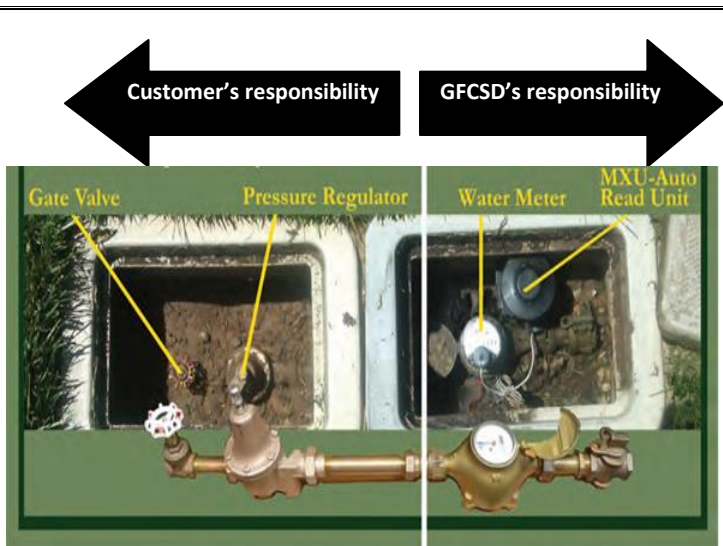 Customer's responsibility
GFCSD's responsibility
Gate Valve
Pressure Regulator
Water Meter
MXU-Auto
Read Unit